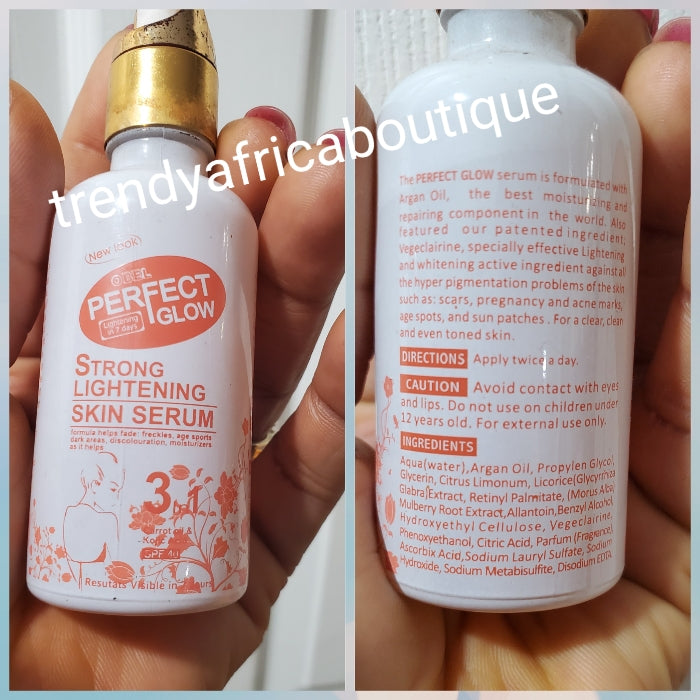 trendyafricaboutique
New look
PERFECT
GLOW
Lightening
in 7 days
STRONG
LIGHTENING
SKIN SERUM
formula helps fade: freckles, age sports
dark areas, discolouration, moisturizers
as it helps
3
SPF 40
Resutats Visible in
The PERFECT GLOW serum is formulated with
Argan Oil, the best moisturizing and
repairing component in the world. Also
featured our patented ingredient;
Vegeclairine, specially effective Lightening
and whitening active ingredient against all
the hyper pigmentation problems of the skin
such as: scars, pregnancy and acne marks,
age spots, and sun patches. For a clear, clean
and even toned skin.
DIRECTIONS Apply twice a day.
CAUTION Avoid contact with eyes
and lips. Do not use on children under
12 years old. For external use only.
INGREDIENTS
Aqua(water),Argan Oil, Propylen Glycol,
Glycerin, Citrus Limonum, Licorice(Glycyrrhiza
Glabra)Extract, Retinyl Palmitate, (Morus Alba)
Mulberry Root Extract,Allantoin,Benzyl Alcohol,
Hydroxyethyl Cellulose, Vegeclairine,
Phenoxyethanol, Citric Acid, Parfum (Fragrance),
Ascorbix Acid,Sodium Lauryl Sulfate, Sodium
Hydroxide, Sodium Metabisulfite, Disodium EDTA.